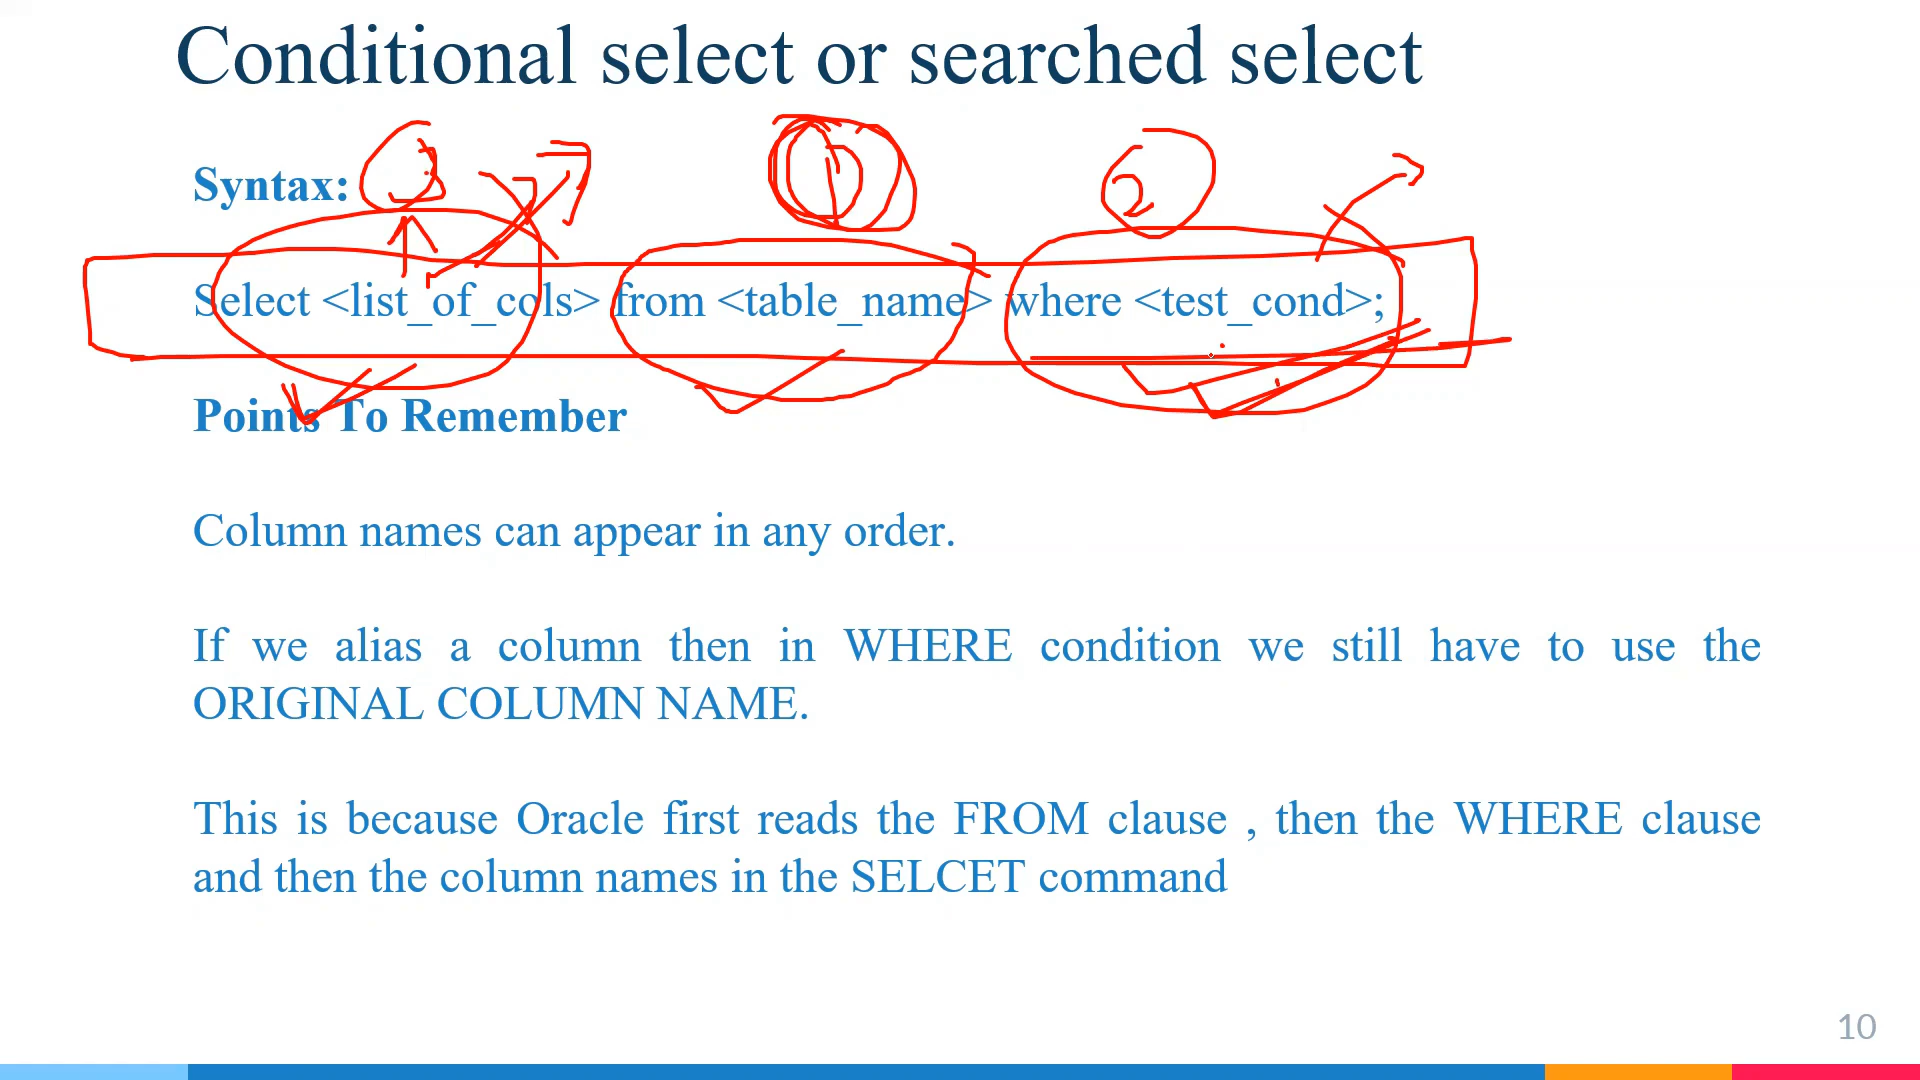 Conditional select or searched select
3
1
2
Syntax:
Select <list_of_cols> from <table_name> where <test_cond>;
Points To Remember
Column names can appear in any order.
If we alias a column then in WHERE condition we still have to use the
ORIGINAL COLUMN NAME.
This is because Oracle first reads the FROM clause , then the WHERE clause
and then the column names in the SELCET command
10